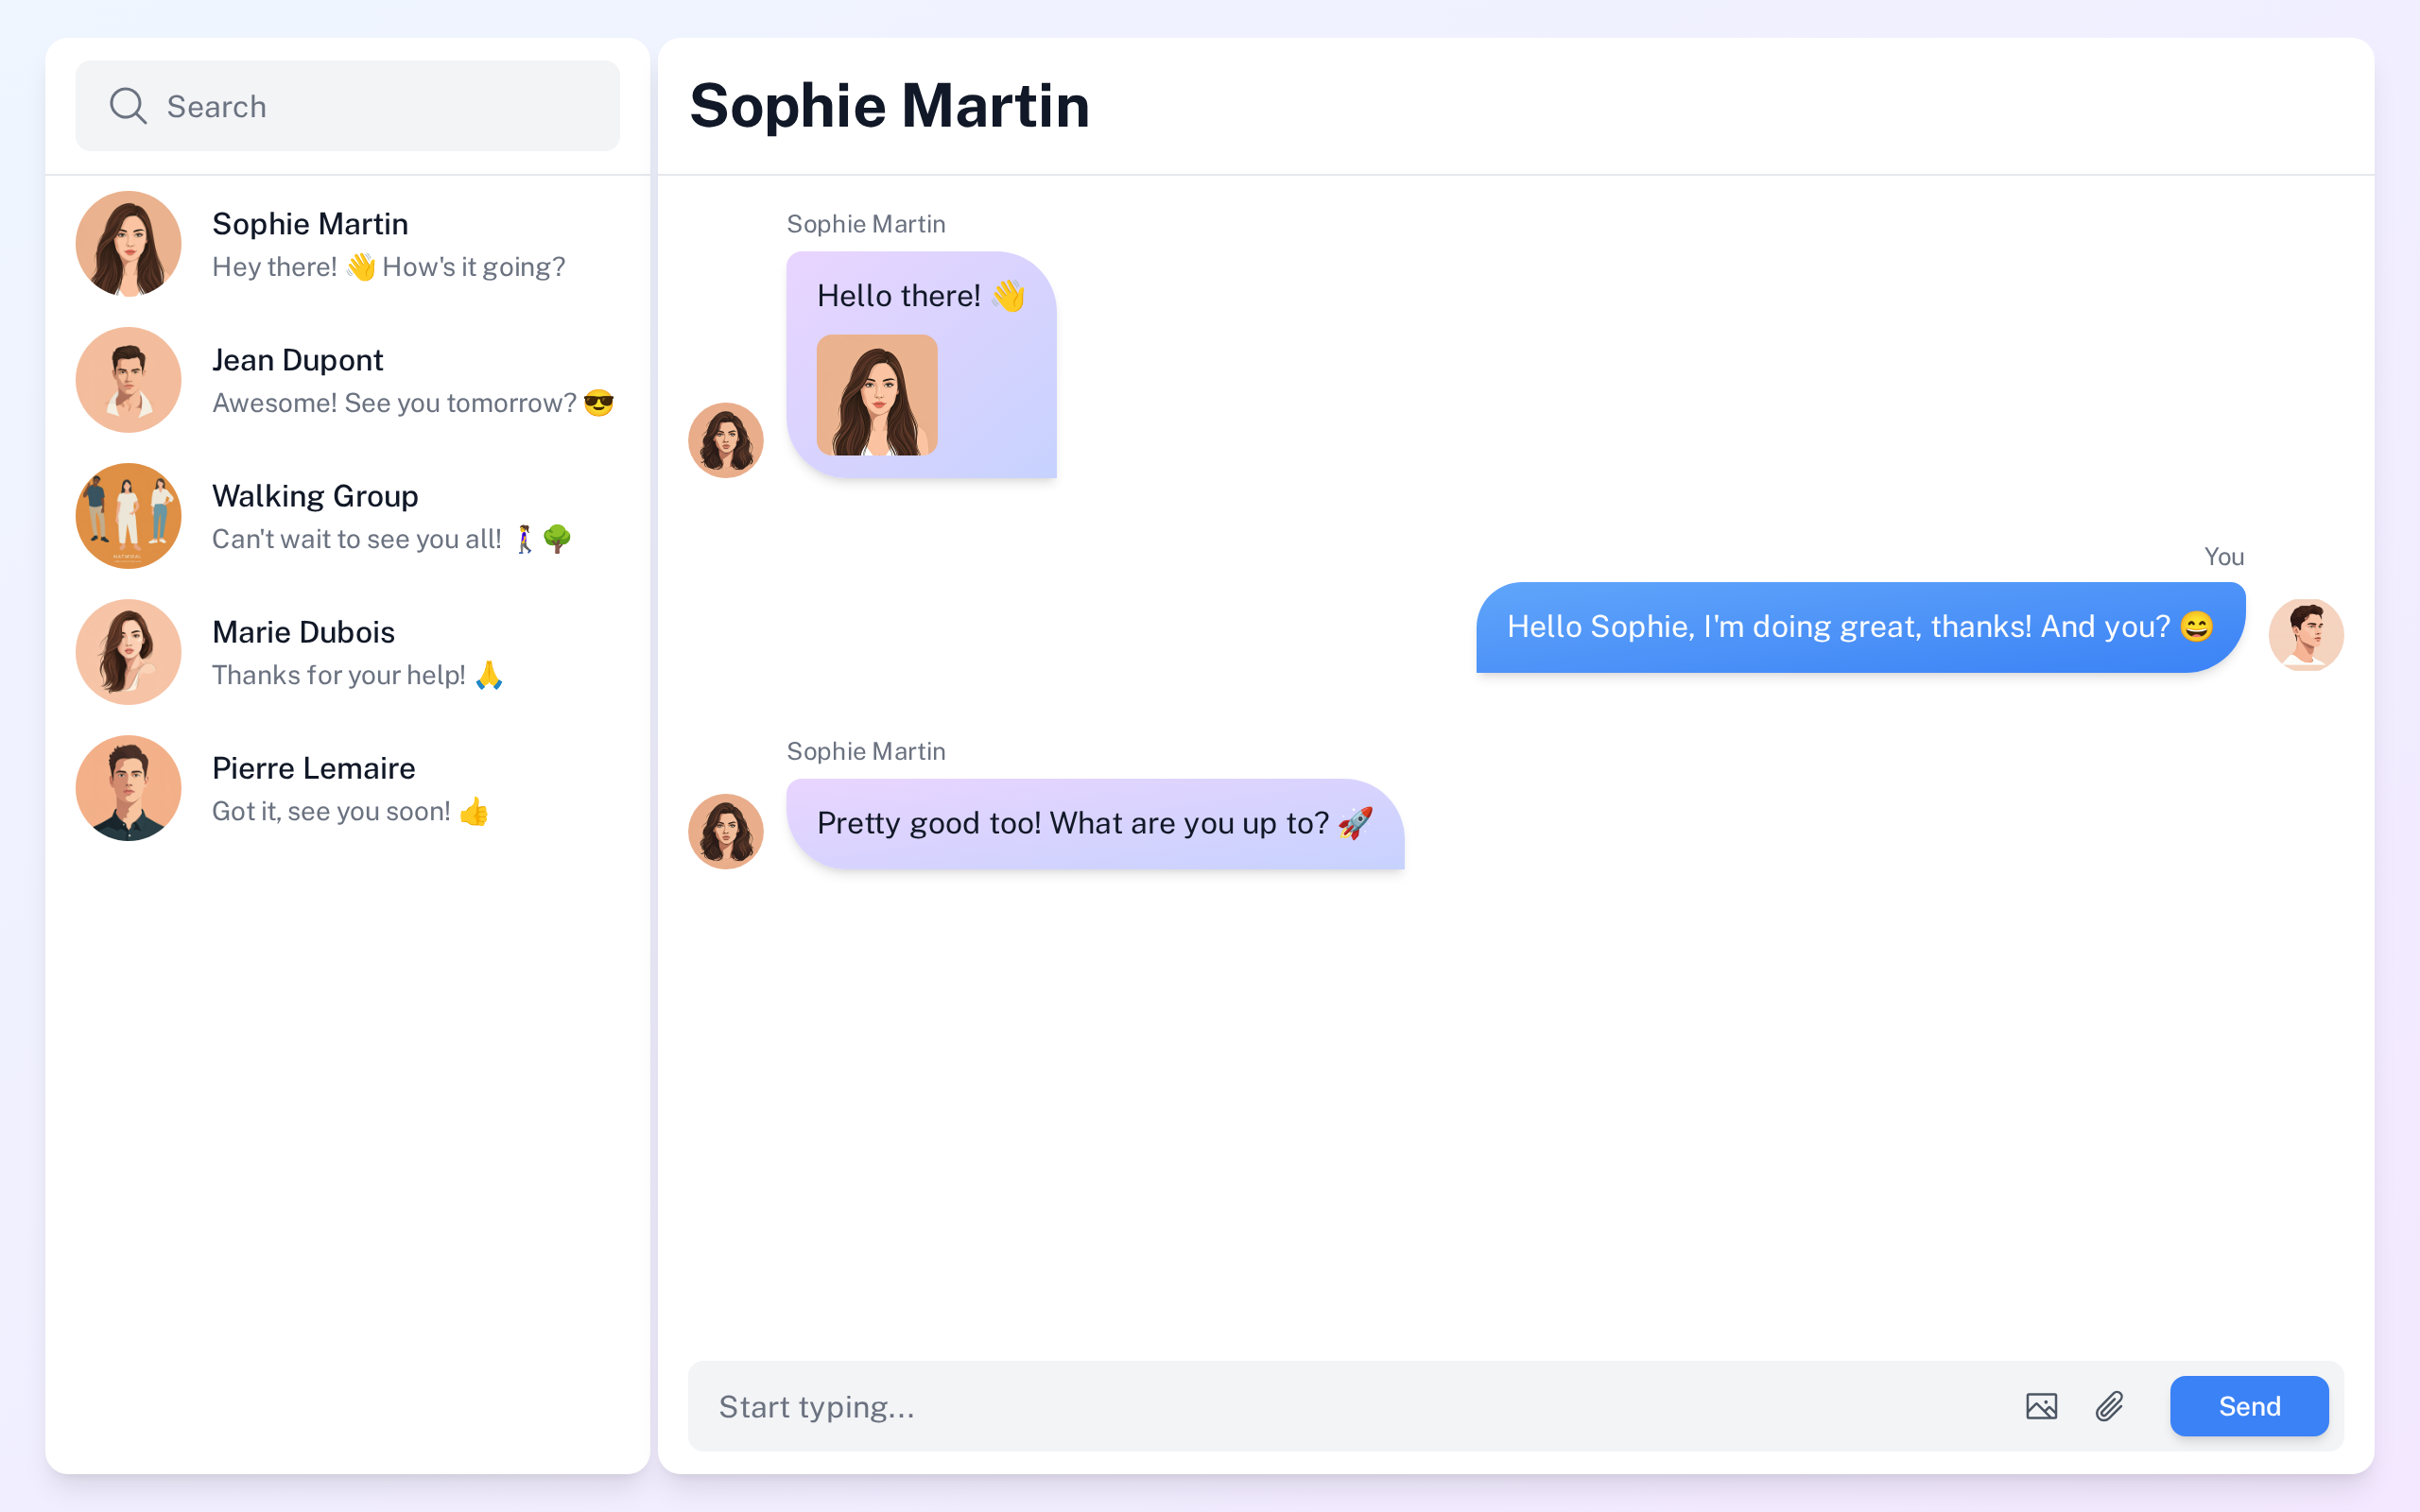 Search
Sophie Martin
Hey there! 👋 How's it going?
Jean Dupont
Awesome! See you tomorrow? 😎
Walking Group
Can't wait to see you all! 🚶‍♀️🌳
Marie Dubois
Thanks for your help! 🙏
Pierre Lemaire
Got it, see you soon! 👍
Sophie Martin
Sophie Martin
Hello there! 👋
You
Hello Sophie, I'm doing great, thanks! And you? 😄
Sophie Martin
Pretty good too! What are you up to? 🚀
Start typing...
Send